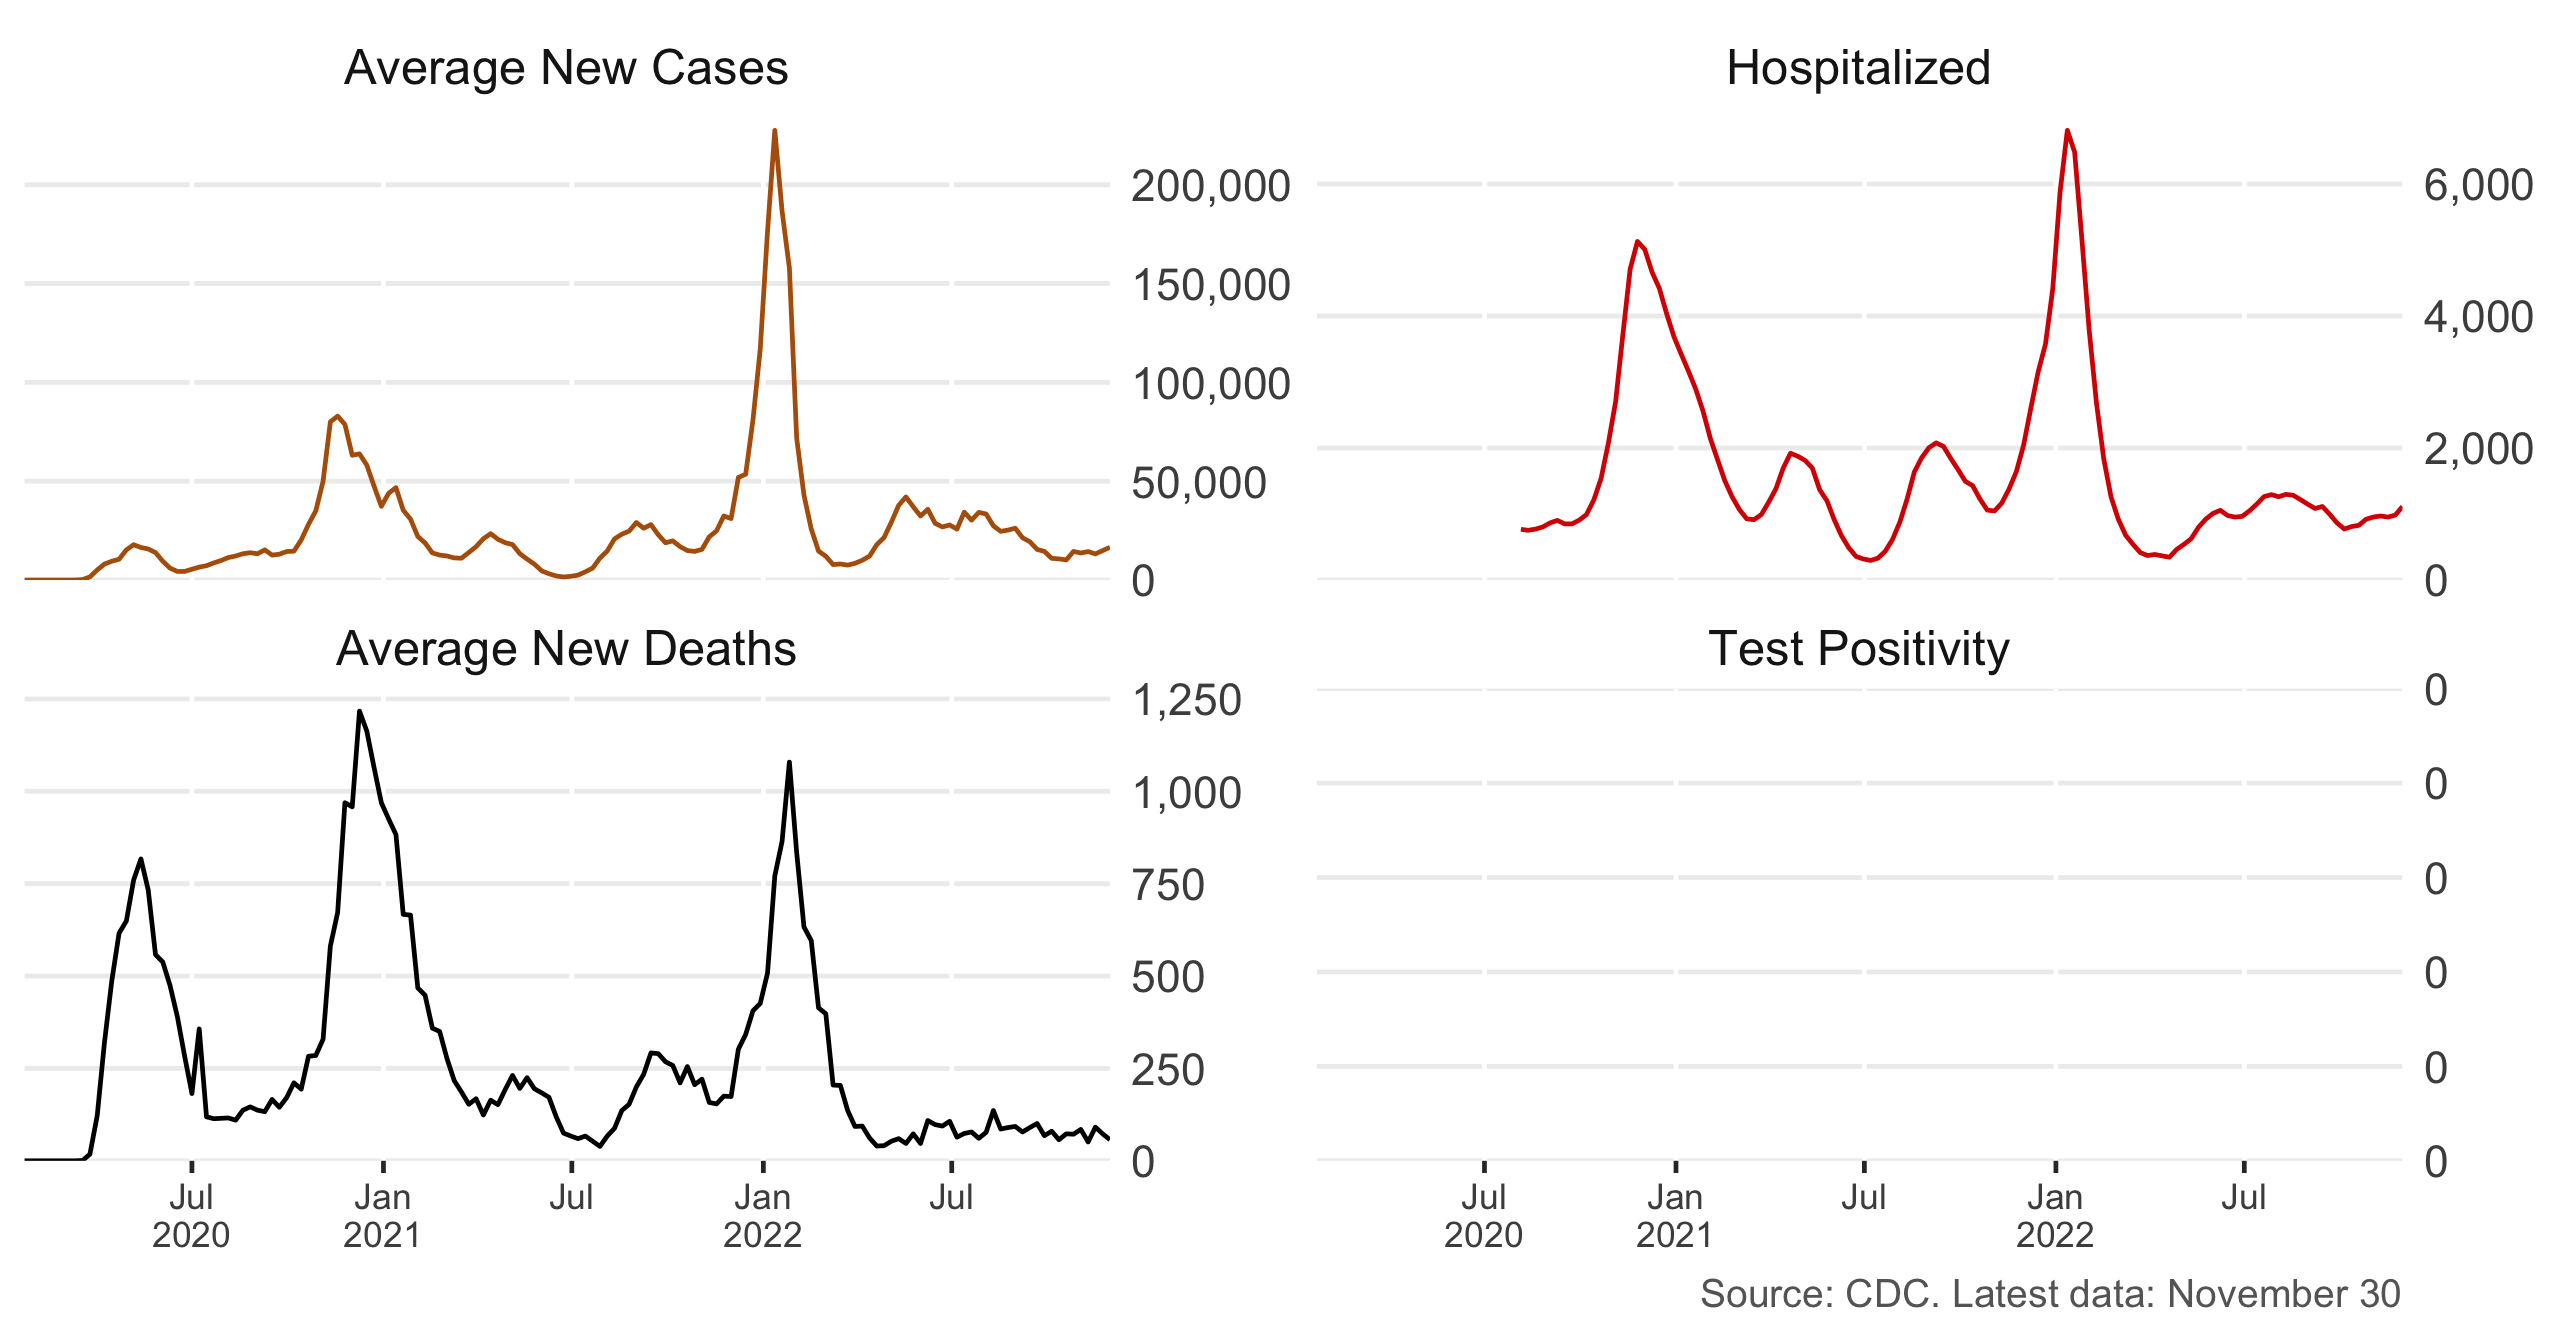 Average New Cases
200,000
150,000
100,000
50,000
0
Hospitalized
6,000
4,000
2,000
0
Average New Deaths
1,250
1,000
750
500
250
0
Jul Jan Jul Jan Jul
2020 2021 2022
Test Positivity
0
0
0
0
0
0
Jul Jan Jul Jan Jul
2020 2021 2022
Source: CDC. Latest data: November 30